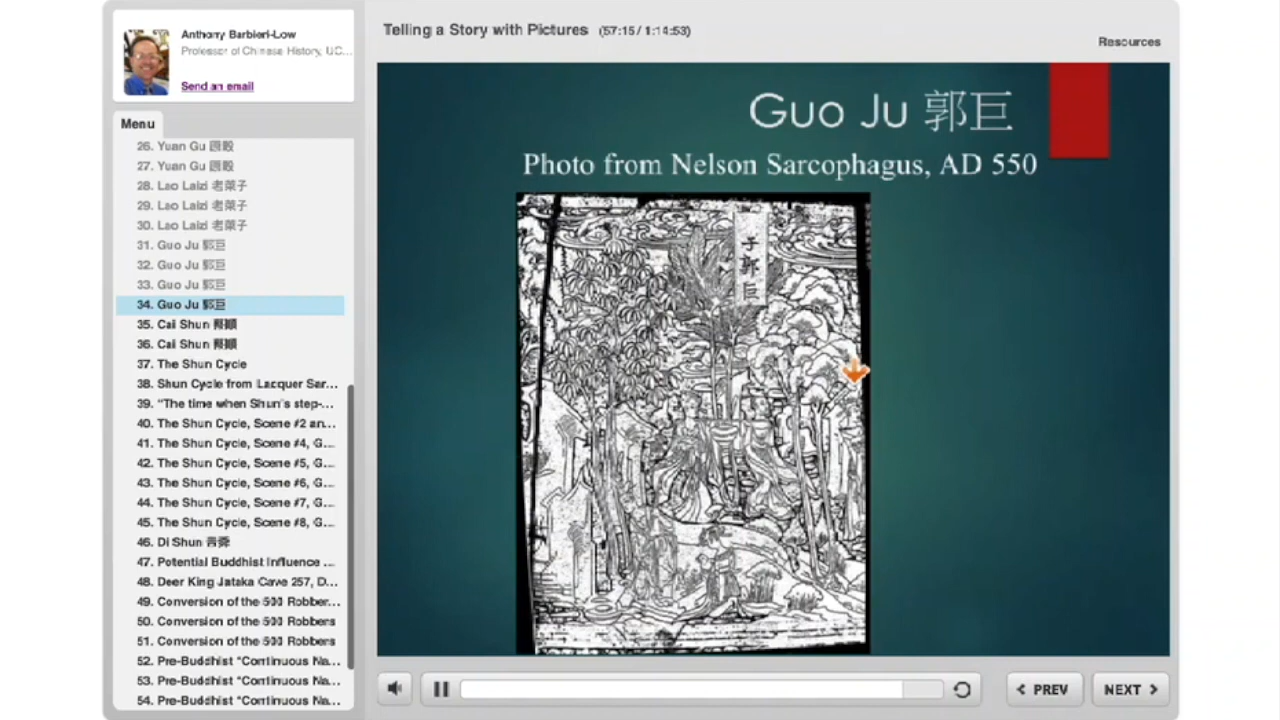 Anthony Barbieri-Low
Professor of Chinese History, UC...
Send an email
Telling a Story with Pictures (57:15 / 1:14:53)
Resources
Menu
26. Yuan Gu 原穀
27. Yuan Gu 原穀
28. Lao Laizi 老萊子
29. Lao Laizi 老萊子
30. Lao Laizi 老萊子
31. Guo Ju 郭巨
32. Guo Ju 郭巨
33. Guo Ju 郭巨
34. Guo Ju 郭巨
35. Cai Shun
36. Cai Shun
37. The Shun Cycle
38. Shun Cycle from Lacquer Sar...
39. "The time when Shun's step-...
40. The Shun Cycle, Scene #2 an...
41. The Shun Cycle, Scene #4, G...
42. The Shun Cycle, Scene #5, G...
43. The Shun Cycle, Scene #6, G...
44. The Shun Cycle, Scene #7, G...
45. The Shun Cycle, Scene #8, G...
46. Di Shun
47. Potential Buddhist Influence ...
48. Deer King Jataka Cave 257, D...
49. Conversion of the 500 Robber...
50. Conversion of the 500 Robbers
51. Conversion of the 500 Robbers
52. Pre-Buddhist "Continuous Na...
53. Pre-Buddhist "Continuous Na...
54. Pre-Buddhist "Continuous Na...
Guo Ju 郭巨
Photo from Nelson Sarcophagus, AD 550
子郭巨
PREV
NEXT